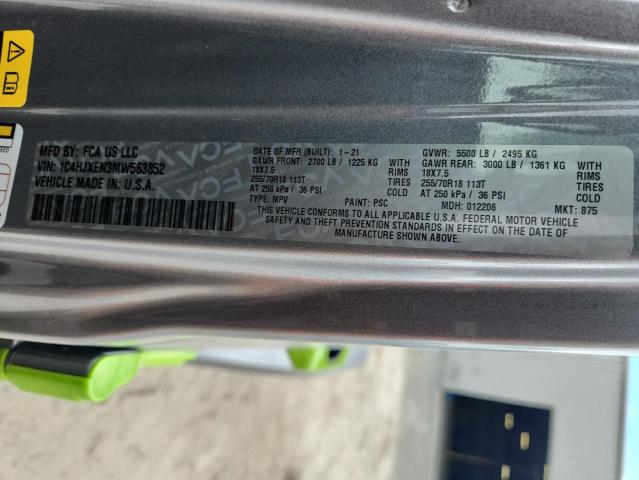 MFD BY: FCA US LLC
VIN: 1C4HJXEN3MW563852
VEHICLE MADE IN U.S.A.
DATE OF MFR (BUILT): 1-21 GVWR: 5500 LB / 2495 KG
GAWR FRONT: 2700 LB / 1225 KG WITH GAWR REAR: 3000 LB / 1361 KG WITH
18X7.5 RIMS 18X7.5 RIMS
255/70R18 113T TIRES 255/70R18 113T TIRES
AT 250 kPa / 36 PSI COLD AT 250 kPa / 36 PSI COLD
TYPE: MPV PAINT: PSC MDH: 012206 MKT: 875
THIS VEHICLE CONFORMS TO ALL APPLICABLE U.S.A. FEDERAL MOTOR VEHICLE
SAFETY AND THEFT PREVENTION STANDARDS IN EFFECT ON THE DATE OF
MANUFACTURE SHOWN ABOVE.